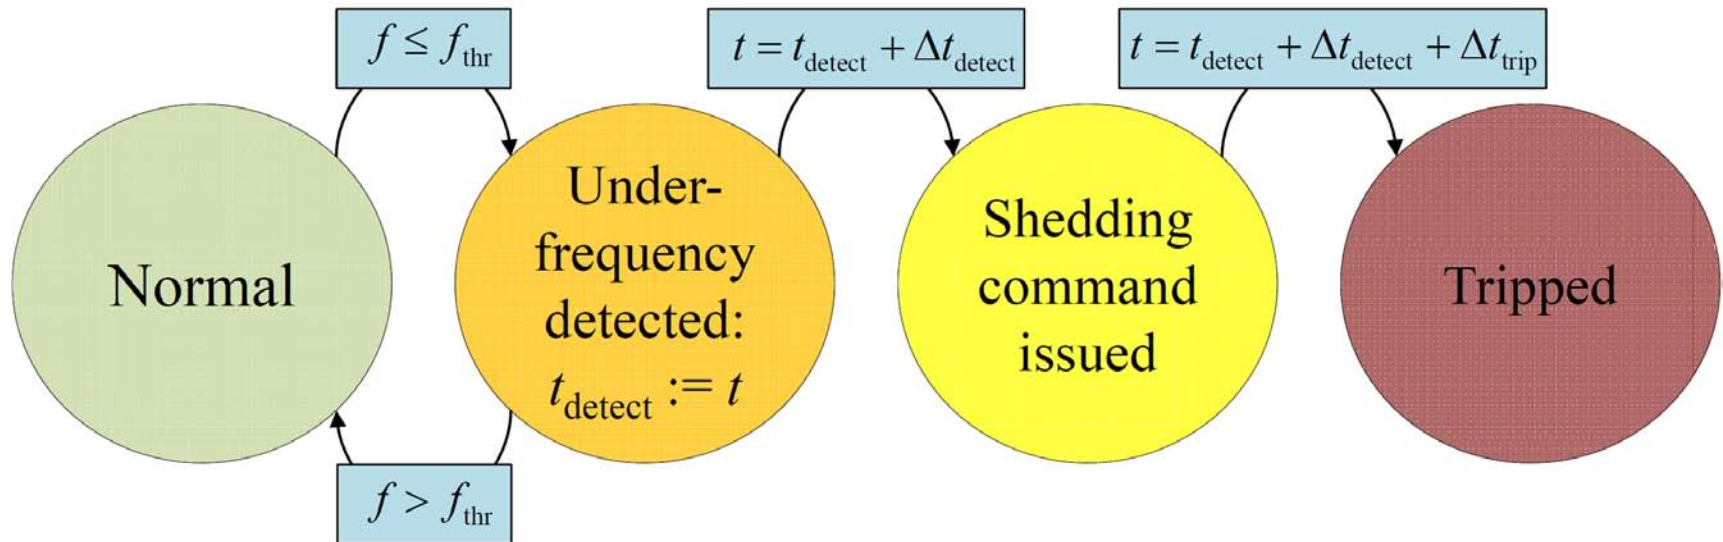 f ≤ f_thr
t = t_detect + Δt_detect
t = t_detect + Δt_detect + Δt_trip
Normal
Under-
frequency
detected:
t_detect := t
Shedding
command
issued
Tripped
f > f_thr